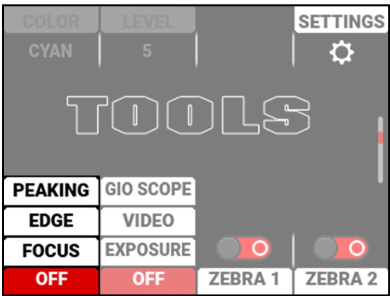 COLOR LEVEL SETTINGS
CYAN 5
TOOLS
PEAKING GIO SCOPE
EDGE VIDEO
FOCUS EXPOSURE
OFF OFF ZEBRA 1 ZEBRA 2